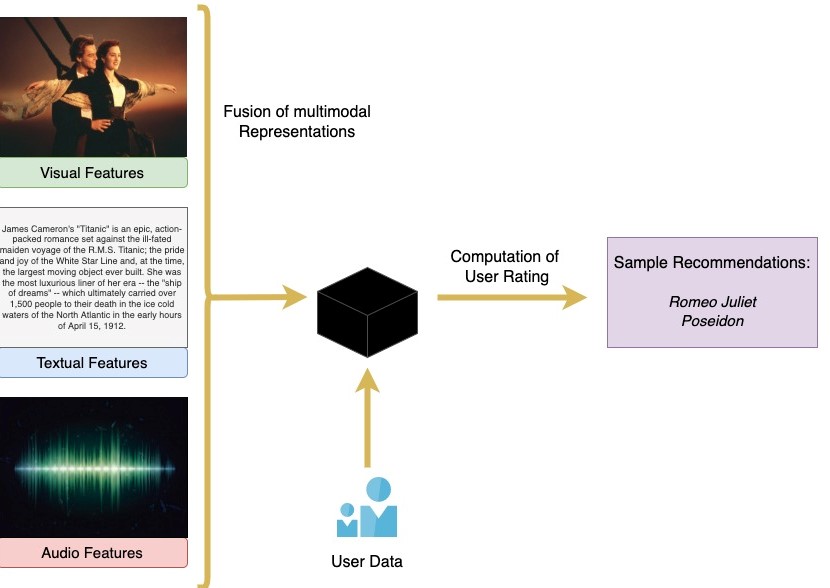 Visual Features
James Cameron's "Titanic" is an epic, action-
packed romance set against the ill-fated
maiden voyage of the R.M.S. Titanic; the pride
and joy of the White Star Line and, at the time,
the largest moving object ever built. She was
the most luxurious liner of her era -- the "ship
of dreams" -- which ultimately carried over
1,500 people to their death in the ice cold
waters of the North Atlantic in the early hours
of April 15, 1912.
Textual Features
Audio Features
Fusion of multimodal
Representations
User Data
Computation of
User Rating
Sample Recommendations:
Romeo Juliet
Poseidon